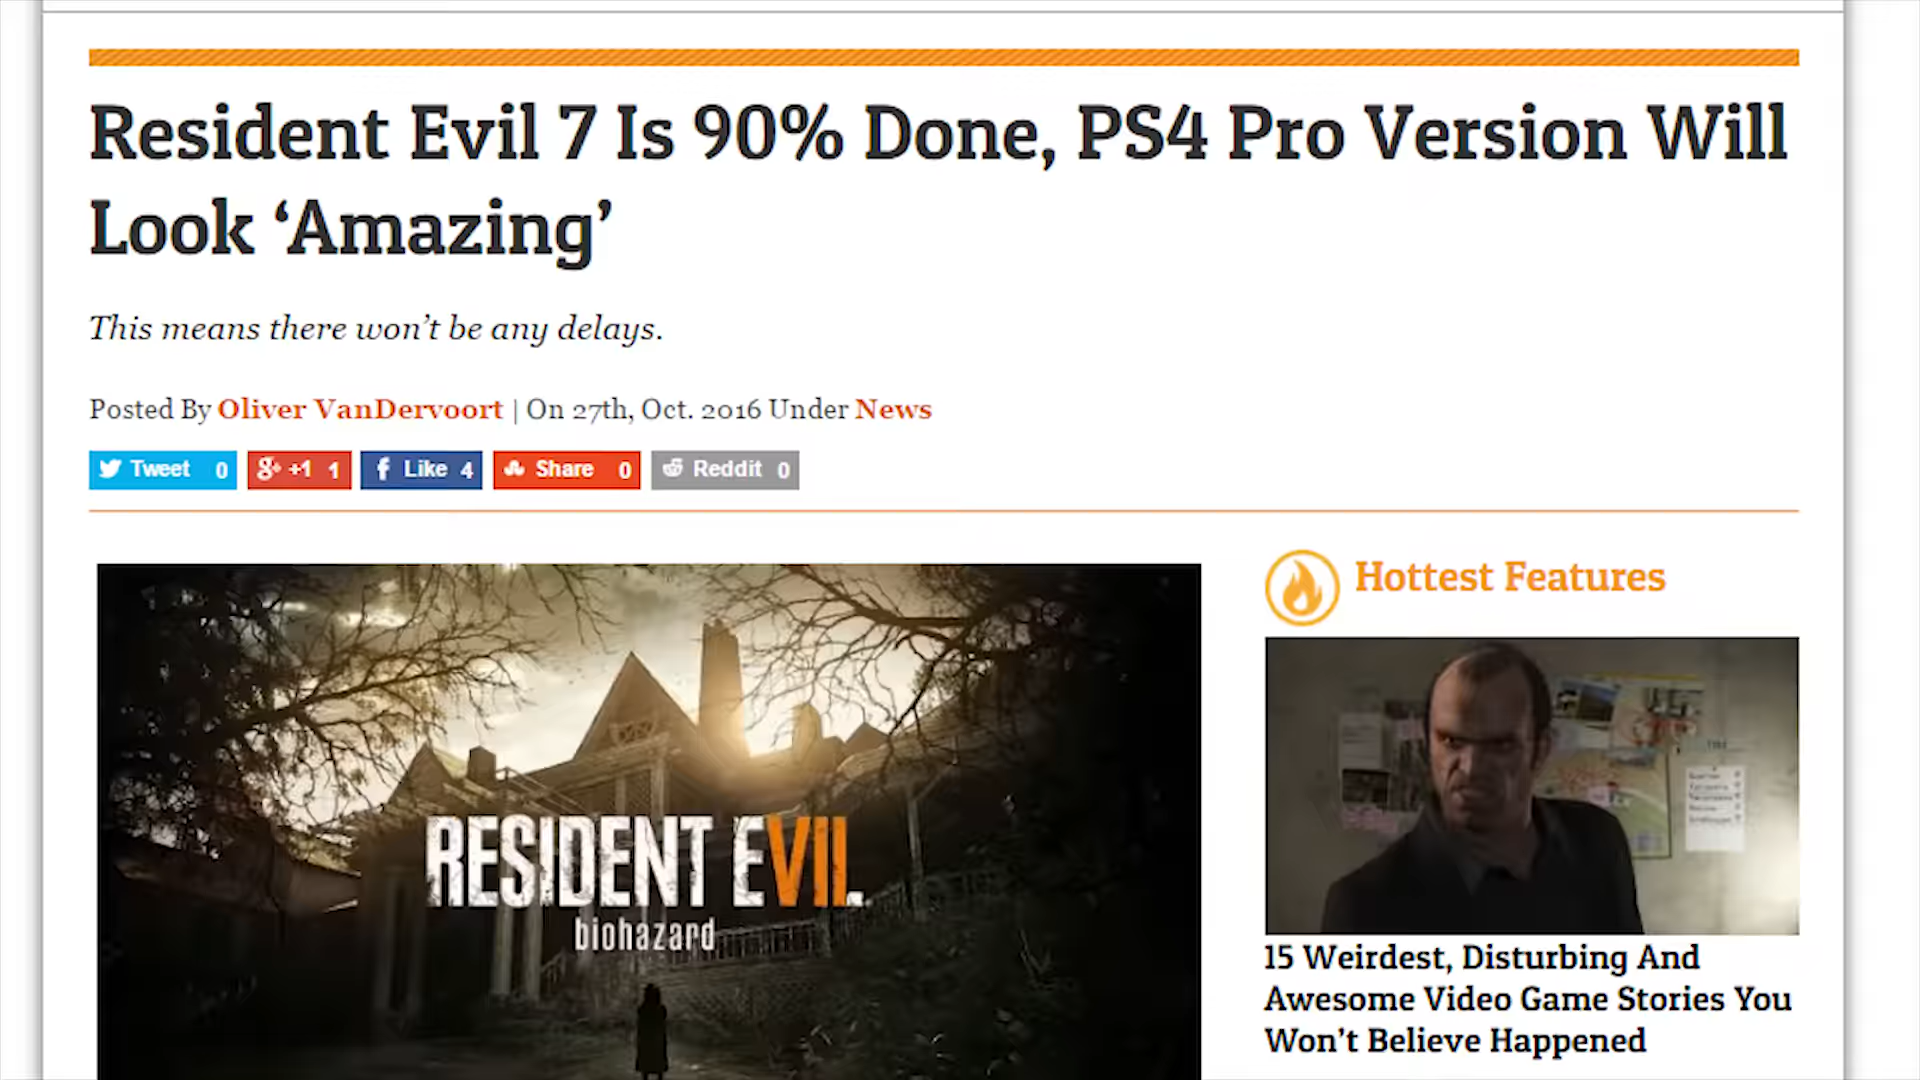 Resident Evil 7 Is 90% Done, PS4 Pro Version Will
Look ‘Amazing’
This means there won’t be any delays.
Posted By Oliver VanDervoort | On 27th, Oct. 2016 Under News
Tweet 0 g+ +1 1 f Like 4 Share 0 Reddit 0
Hottest Features
RESIDENT EVII.
biohazard
15 Weirdest, Disturbing And
Awesome Video Game Stories You
Won’t Believe Happened